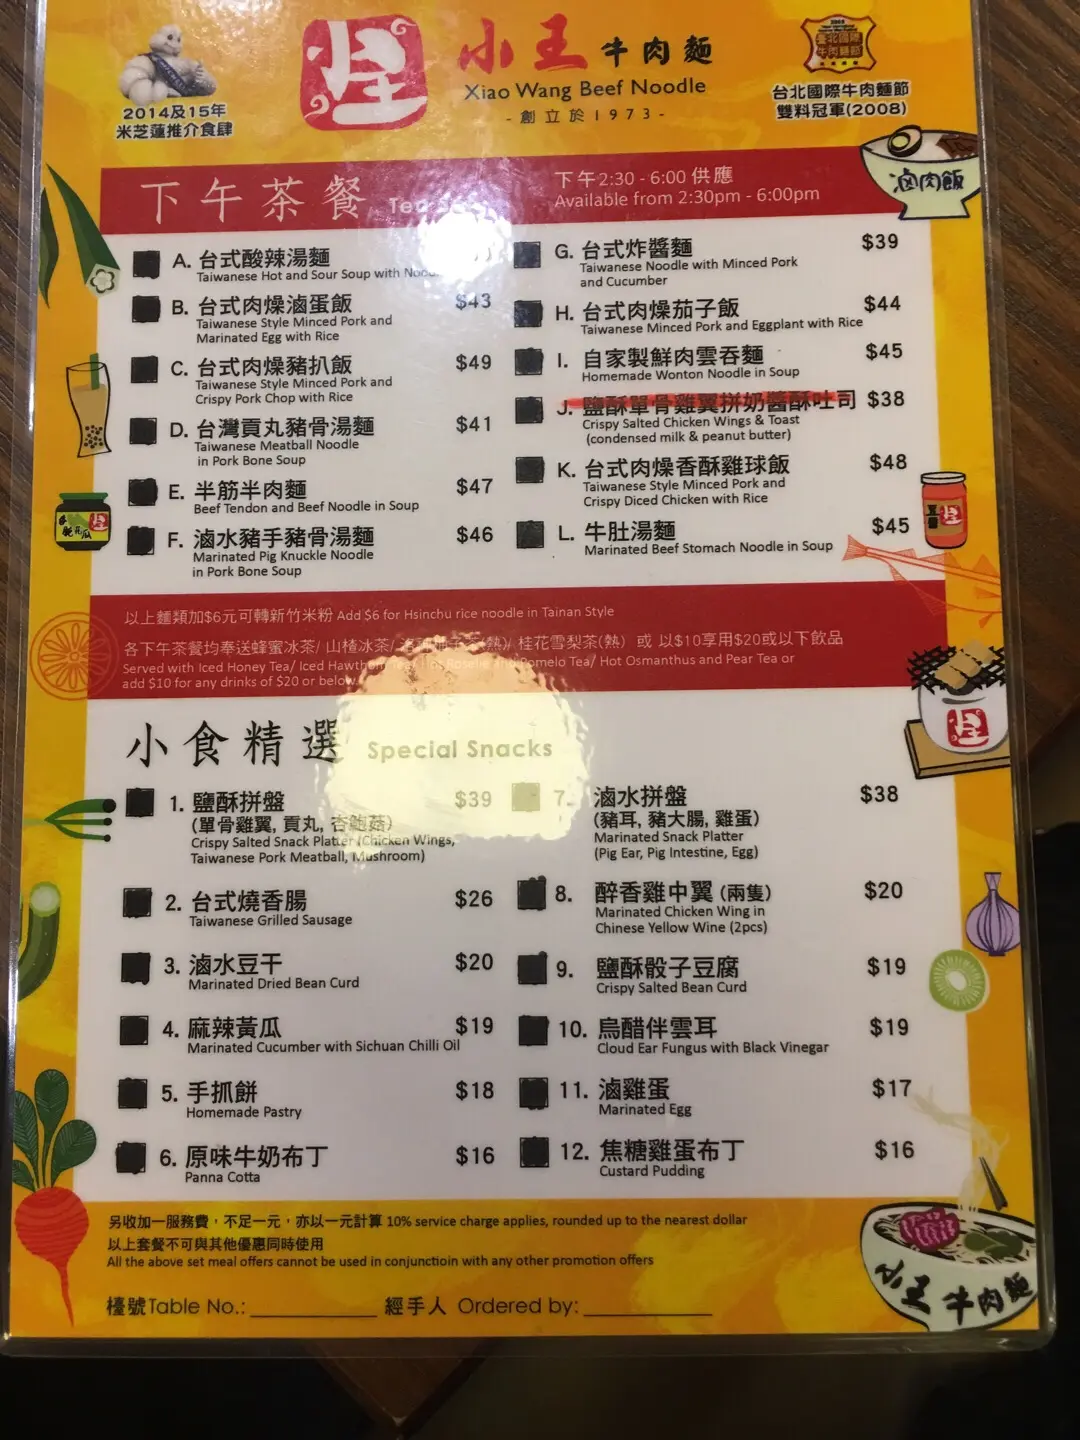 小王牛肉麵
Xiao Wang Beef Noodle
- 創立於1973 -
2014及15年
米芝蓮推介食肆
臺北國際
牛肉麵節
台北國際牛肉麵節
雙料冠軍(2008)
滷肉飯
下午茶餐
下午2:30 - 6:00 供應
Available from 2:30pm - 6:00pm
A. 台式酸辣湯麵
Taiwanese Hot and Sour Soup with
B. 台式肉燥滷蛋飯 $43
Taiwanese Style Minced Pork and
Marinated Egg with Rice
C. 台式肉燥豬扒飯 $49
Taiwanese Style Minced Pork and
Crispy Pork Chop with Rice
D. 台灣貢丸豬骨湯麵 $41
Taiwanese Meatball Noodle
in Pork Bone Soup
E. 半筋半肉麵 $47
Beef Tendon and Beef Noodle in Soup
F. 滷水豬手豬骨湯麵 $46
Marinated Pig Knuckle Noodle
in Pork Bone Soup
G. 台式炸醬麵 $39
Taiwanese Noodle with Minced Pork
and Cucumber
H. 台式肉燥茄子飯 $44
Taiwanese Minced Pork and Eggplant with Rice
I. 自家製鮮肉雲吞麵 $45
Homemade Wonton Noodle in Soup
J. 鹽酥單骨雞翼拼奶醬酥吐司 $38
Crispy Salted Chicken Wings & Toast
(condensed milk & peanut butter)
K. 台式肉燥香酥雞球飯 $48
Taiwanese Style Minced Pork and
Crispy Diced Chicken with Rice
L. 牛肚湯麵 $45
Marinated Beef Stomach Noodle in Soup
以上麵類加$6元可轉新竹米粉 Add $6 for Hsinchu rice noodle in Tainan Style
各下午茶餐均奉送蜂蜜冰茶/ 山楂冰茶/ 洛神柚子茶(熱)/ 桂花雪梨茶(熱) 或 以$10享用$20或以下飲品
Served with Iced Honey Tea/ Iced Hawthorn Tea/ Hot Roselle and Pomelo Tea/ Hot Osmanthus and Pear Tea or
add $10 for any drinks of $20 or below
小食精選 Special Snacks
1. 鹽酥拼盤 $39
(單骨雞翼, 貢丸, 杏鮑菇)
Crispy Salted Snack Platter (Chicken Wings,
Taiwanese Pork Meatball, Mushroom)
2. 台式燒香腸 $26
Taiwanese Grilled Sausage
3. 滷水豆干 $20
Marinated Dried Bean Curd
4. 麻辣黃瓜 $19
Marinated Cucumber with Sichuan Chilli Oil
5. 手抓餅 $18
Homemade Pastry
6. 原味牛奶布丁 $16
Panna Cotta
7. 滷水拼盤 $38
(豬耳, 豬大腸, 雞蛋)
Marinated Snack Platter
(Pig Ear, Pig Intestine, Egg)
8. 醉香雞中翼 (兩隻) $20
Marinated Chicken Wing in
Chinese Yellow Wine (2pcs)
9. 鹽酥骰子豆腐 $19
Crispy Salted Bean Curd
10. 烏醋伴雲耳 $19
Cloud Ear Fungus with Black Vinegar
11. 滷雞蛋 $17
Marinated Egg
12. 焦糖雞蛋布丁 $16
Custard Pudding
另收加一服務費，不足一元，亦以一元計算 10% service charge applies, rounded up to the nearest dollar
以上套餐不可與其他優惠同時使用
All the above set meal offers cannot be used in conjunctioin with any other promotion offers
檯號Table No.: ____________ 經手人 Ordered by: ____________
小王牛肉麵